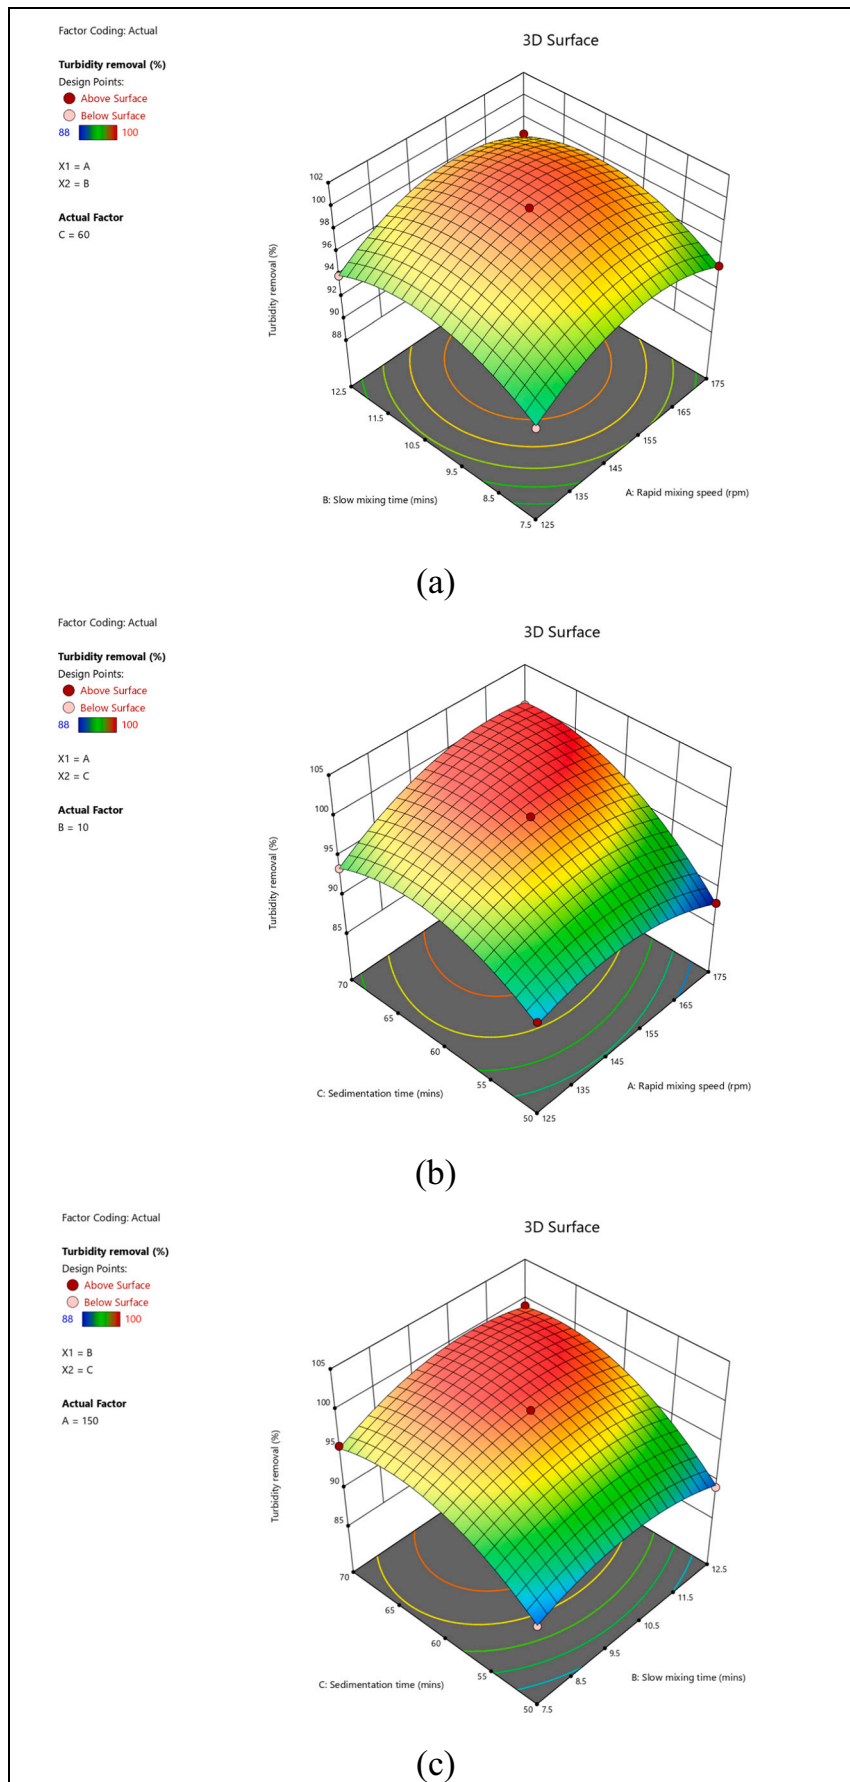 Factor Coding: Actual
3D Surface
Turbidity removal (%)
Design Points:
Above Surface
Below Surface
88 100
X1 = A
X2 = B
Actual Factor
C = 60
102
100
98
96
94
92
90
88
Turbidity removal (%)
12.5
11.5
10.5
9.5
8.5
7.5
B: Slow mixing time (mins)
125
135
145
155
165
175
A: Rapid mixing speed (rpm)
(a)
Factor Coding: Actual
3D Surface
Turbidity removal (%)
Design Points:
Above Surface
Below Surface
88 100
X1 = A
X2 = C
Actual Factor
B = 10
105
100
95
90
85
Turbidity removal (%)
70
65
60
55
50
C: Sedimentation time (mins)
125
135
145
155
165
175
A: Rapid mixing speed (rpm)
(b)
Factor Coding: Actual
3D Surface
Turbidity removal (%)
Design Points:
Above Surface
Below Surface
88 100
X1 = B
X2 = C
Actual Factor
A = 150
105
100
95
90
85
Turbidity removal (%)
70
65
60
55
50
C: Sedimentation time (mins)
7.5
8.5
9.5
10.5
11.5
12.5
B: Slow mixing time (mins)
(c)